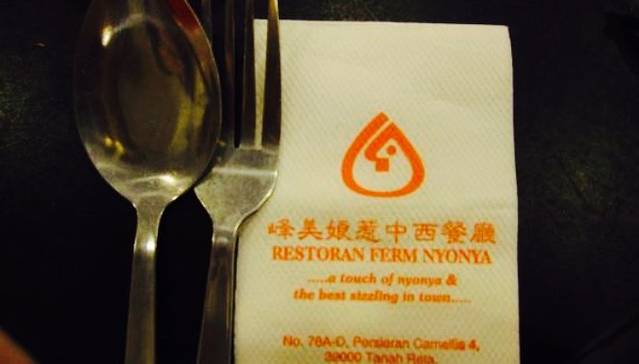 峰美娘惹中西餐廳
RESTORAN FERM NYONYA
.....a touch of nyonya &
the best sizzling in town.....
No. 78A-D, Persiaran Camellia 4,
39000 Tanah Rata,